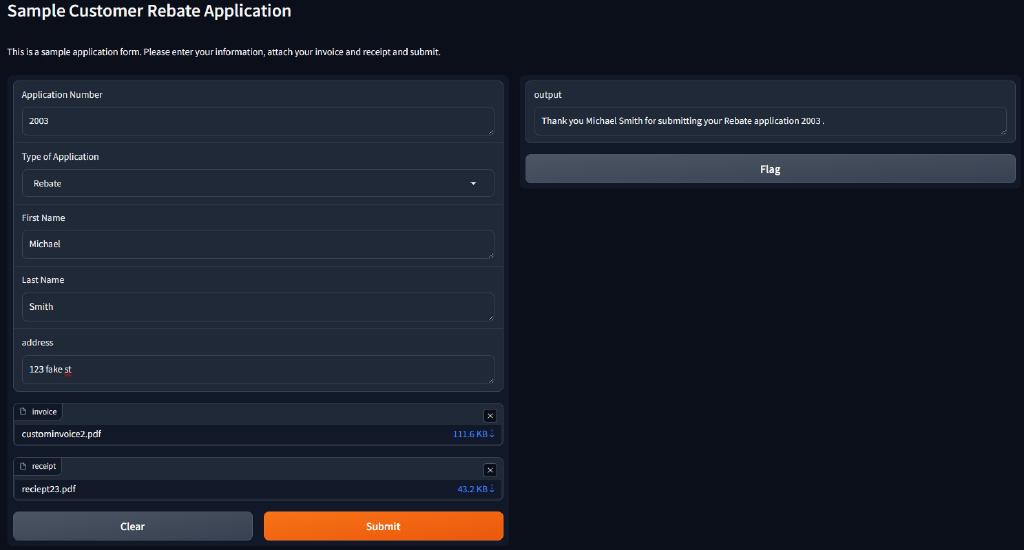 Sample Customer Rebate Application
This is a sample application form. Please enter your information, attach your invoice and receipt and submit.
Application Number
2003
Type of Application
Rebate
First Name
Michael
Last Name
Smith
address
123 fake st
invoice
custominvoice2.pdf 111.6 KB ↓
receipt
reciept23.pdf 43.2 KB ↓
Clear Submit
output
Thank you Michael Smith for submitting your Rebate application 2003 .
Flag